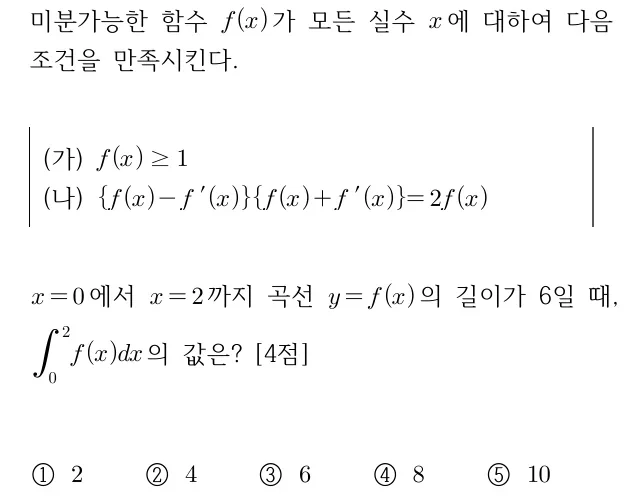 미분가능한 함수 f(x)가 모든 실수 x에 대하여 다음
조건을 만족시킨다.
(가) f(x) ≥ 1
(나) {f(x)-f′(x)}{f(x)+f′(x)}=2f(x)
x=0에서 x=2까지 곡선 y=f(x)의 길이가 6일 때,
∫₀² f(x)dx의 값은? [4점]
① 2 ② 4 ③ 6 ④ 8 ⑤ 10